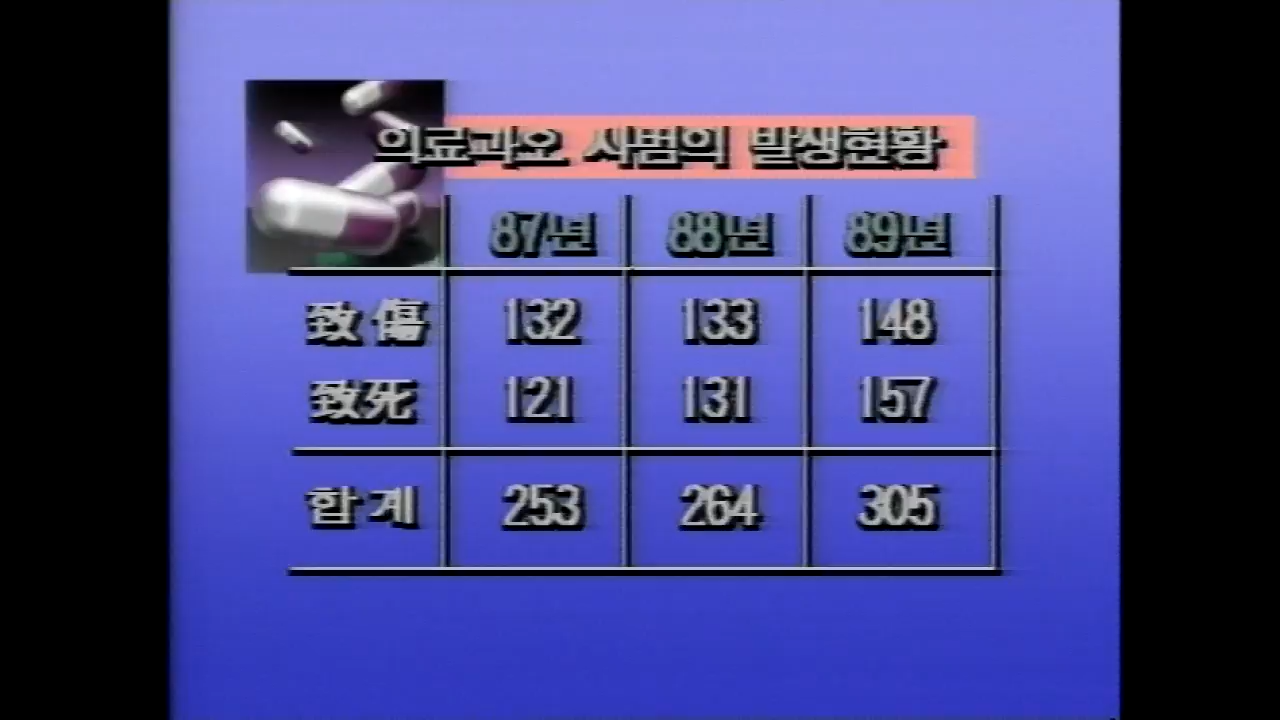 의료과오 사범의 발생현황
87년 88년 89년
致傷 132 133 148
致死 121 131 157
합계 253 264 305